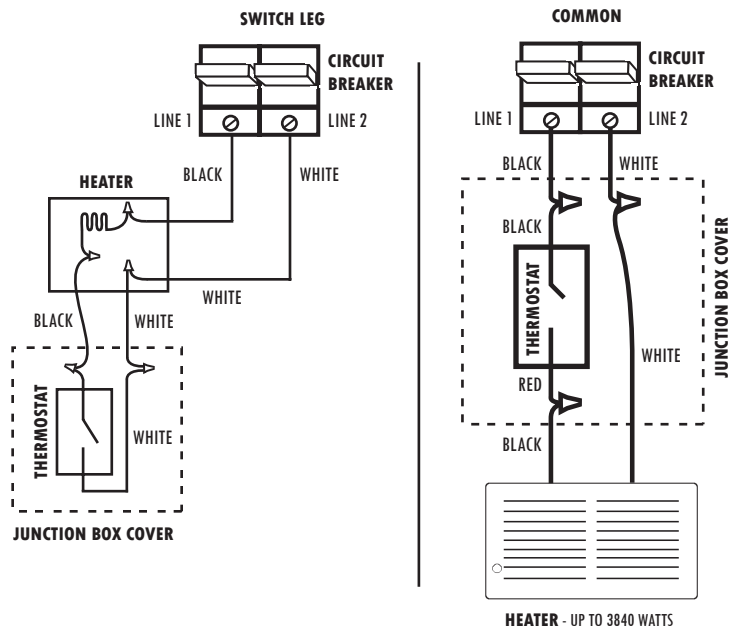 SWITCH LEG
CIRCUIT
BREAKER
LINE 1
LINE 2
BLACK
WHITE
HEATER
WHITE
BLACK
WHITE
THERMOSTAT
WHITE
JUNCTION BOX COVER
COMMON
CIRCUIT
BREAKER
LINE 1
LINE 2
BLACK
WHITE
BLACK
THERMOSTAT
JUNCTION BOX COVER
WHITE
RED
BLACK
HEATER - UP TO 3840 WATTS